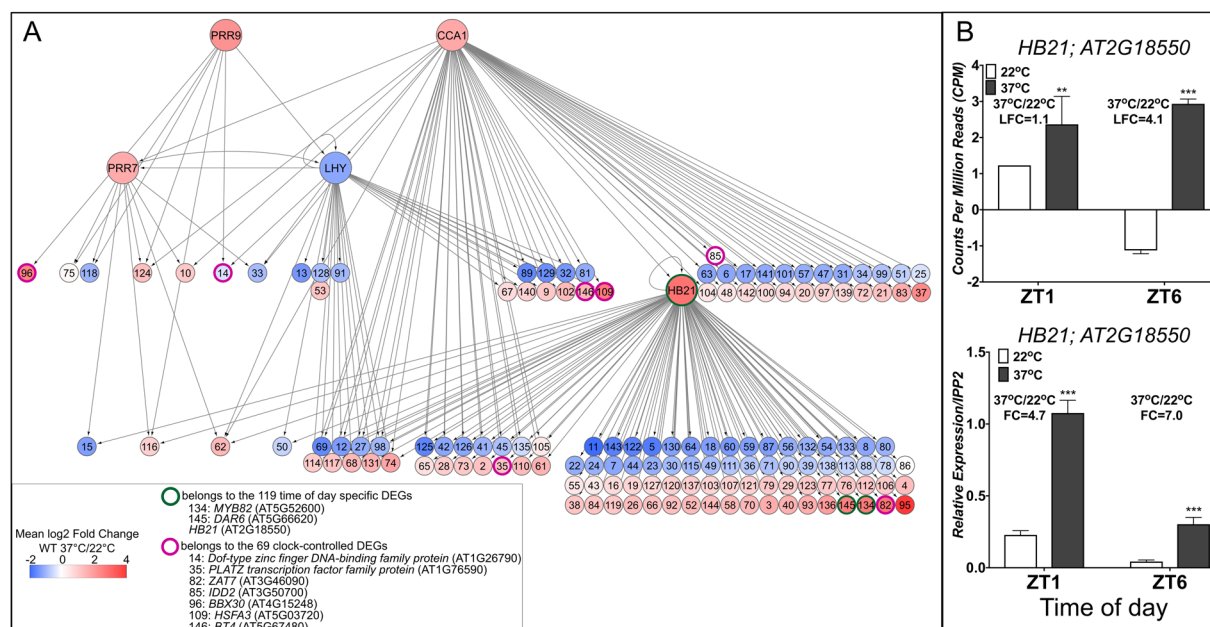 A
PRR9
CCA1
PRR7
LHY
96
75 118
124
10
14
33
13 128 91
53
89 129 32 81
67 140 9 102 146 109
HB21
85
63 6 17 141 101 57 47 31 34 99 51 25
104 48 142 100 94 20 97 139 72 21 83 37
15
116
62
50
69 12 27 98
114 117 68 131 74
125 42 126 41 45 135 105
65 28 73 2 35 110 61
11 143 122 5 130 64 18 60 59 87 56 132 54 133 8 80
22 24 7 44 23 30 115 49 111 36 71 90 39 138 113 88 78 86
55 43 16 19 127 137 120 103 107 121 79 29 123 77 76 112 106 4
38 84 119 26 66 92 52 144 58 70 1 3 40 93 136 145 134 82 95
belongs to the 119 time of day specific DEGs
134: MYB82 (AT5G52600)
145: DAR6 (AT5G66620)
HB21 (AT2G18550)
belongs to the 69 clock-controlled DEGs
14: Dof-type zinc finger DNA-binding family protein (AT1G26790)
35: PLATZ transcription factor family protein (AT1G76590)
82: ZAT7 (AT3G46090)
85: IDD2 (AT3G50700)
96: BBX30 (AT4G15248)
109: HSFA3 (AT5G03720)
146: BT4 (AT5G67480)
Mean log2 Fold Change
WT 37°C/22°C
-2 4
B
HB21; AT2G18550
Counts Per Million Reads (CPM)
4
3
2
1
0
-1
-2
22°C
37°C
37°C/22°C
LFC=1.1
**
37°C/22°C
LFC=4.1
***
ZT1 ZT6
HB21; AT2G18550
Relative Expression/IPP2
1.5
1.0
0.5
0.0
22°C
37°C
37°C/22°C
FC=4.7
***
37°C/22°C
FC=7.0
***
ZT1 ZT6
Time of day